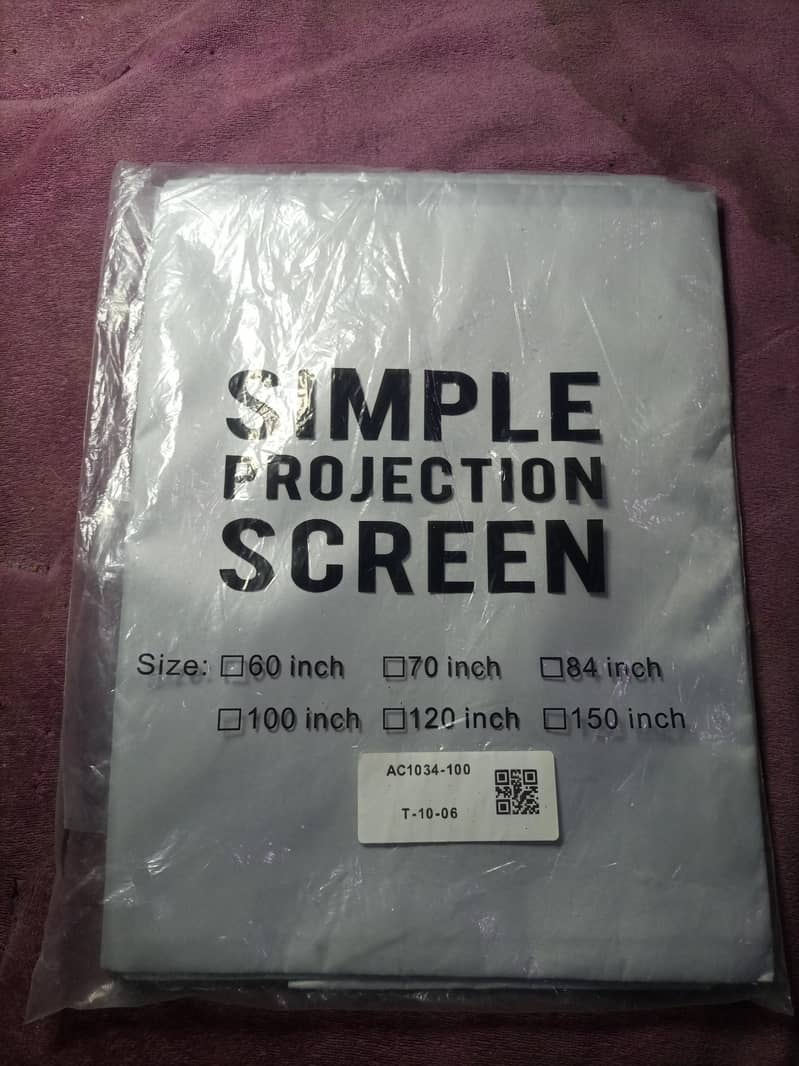 SIMPLE
PROJECTION
SCREEN
Size: □60 inch □70 inch □84 inch
□100 inch □120 inch □150 inch
AC1034-100
T-10-06